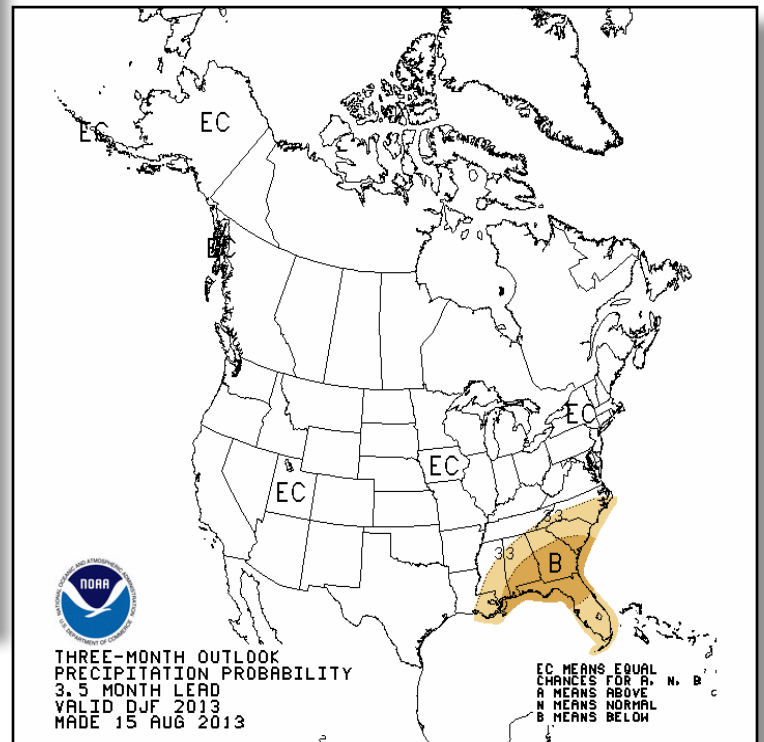 EC
EC
EC
EC
EC
EC
33
33
B
NATIONAL OCEANIC AND ATMOSPHERIC ADMINISTRATION
NOAA
U.S. DEPARTMENT OF COMMERCE
THREE-MONTH OUTLOOK
PRECIPITATION PROBABILITY
3.5 MONTH LEAD
VALID DJF 2013
MADE 15 AUG 2013
EC MEANS EQUAL
CHANCES FOR A, N, B
A MEANS ABOVE
N MEANS NORMAL
B MEANS BELOW